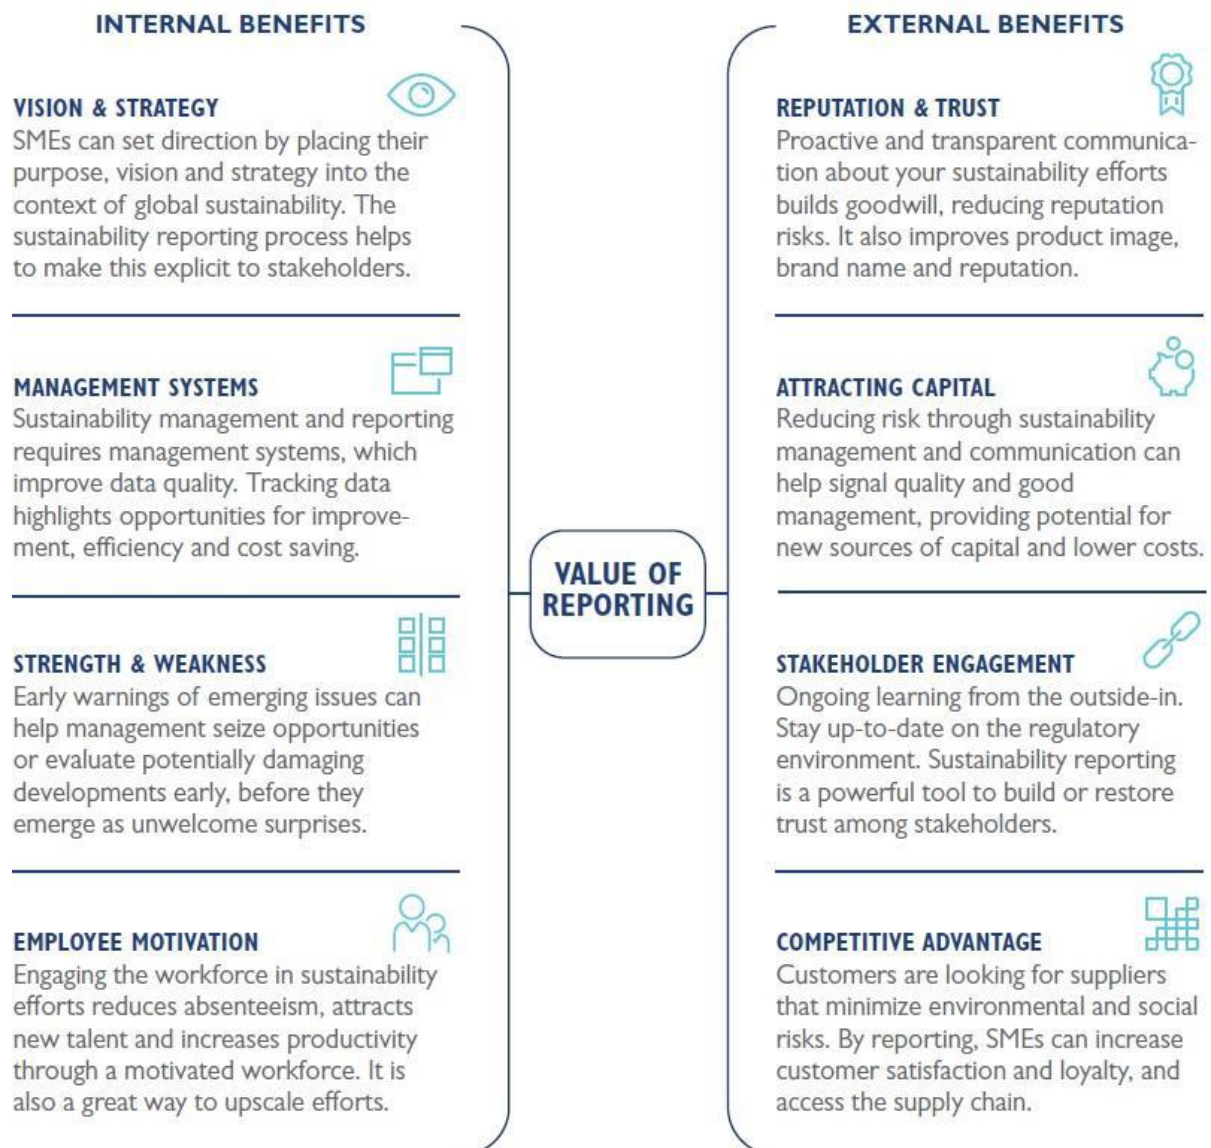 INTERNAL BENEFITS
VISION & STRATEGY
SMEs can set direction by placing their
purpose, vision and strategy into the
context of global sustainability. The
sustainability reporting process helps
to make this explicit to stakeholders.
MANAGEMENT SYSTEMS
Sustainability management and reporting
requires management systems, which
improve data quality. Tracking data
highlights opportunities for improve-
ment, efficiency and cost saving.
STRENGTH & WEAKNESS
Early warnings of emerging issues can
help management seize opportunities
or evaluate potentially damaging
developments early, before they
emerge as unwelcome surprises.
EMPLOYEE MOTIVATION
Engaging the workforce in sustainability
efforts reduces absenteeism, attracts
new talent and increases productivity
through a motivated workforce. It is
also a great way to upscale efforts.
VALUE OF
REPORTING
EXTERNAL BENEFITS
REPUTATION & TRUST
Proactive and transparent communica-
tion about your sustainability efforts
builds goodwill, reducing reputation
risks. It also improves product image,
brand name and reputation.
ATTRACTING CAPITAL
Reducing risk through sustainability
management and communication can
help signal quality and good
management, providing potential for
new sources of capital and lower costs.
STAKEHOLDER ENGAGEMENT
Ongoing learning from the outside-in.
Stay up-to-date on the regulatory
environment. Sustainability reporting
is a powerful tool to build or restore
trust among stakeholders.
COMPETITIVE ADVANTAGE
Customers are looking for suppliers
that minimize environmental and social
risks. By reporting, SMEs can increase
customer satisfaction and loyalty, and
access the supply chain.